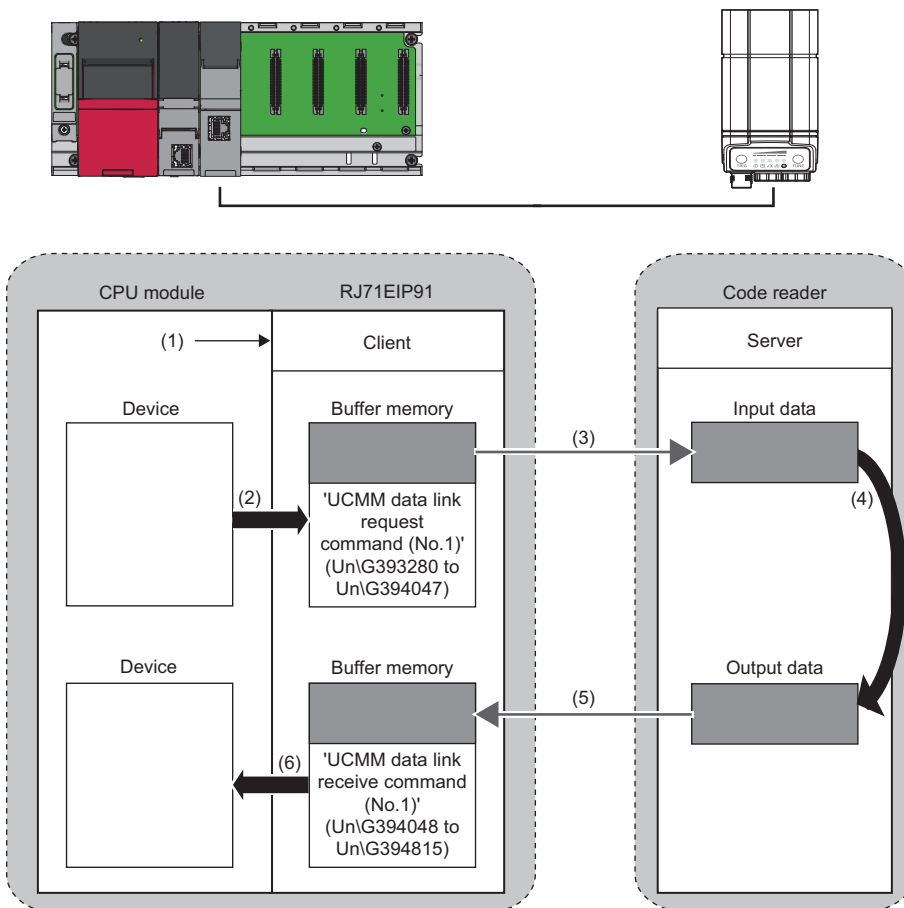 TRIG
TUNE
CPU module
RJ71EIP91
Code reader
(1)
Client
Server
Device
Buffer memory
Input data
(2)
(3)
(4)
'UCMM data link
request
command (No.1)'
(Un\G393280 to
Un\G394047)
Device
Buffer memory
Output data
(5)
(6)
'UCMM data link
receive command
(No.1)'
(Un\G394048 to
Un\G394815)